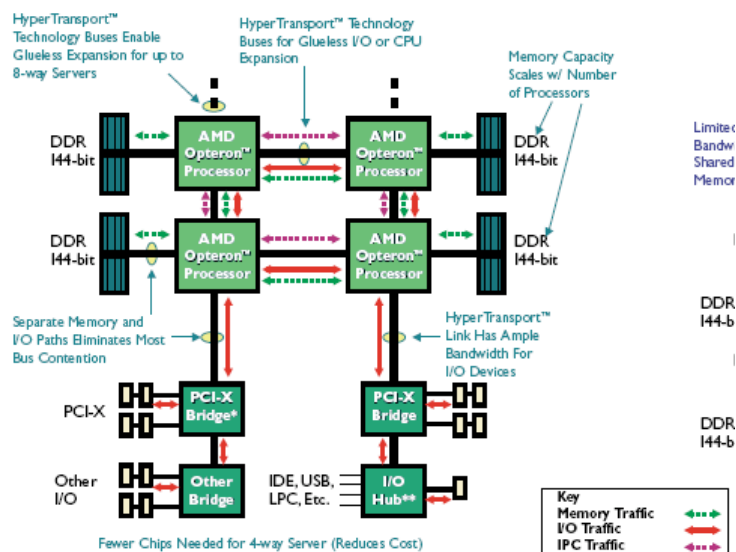 HyperTransport™
Technology Buses Enable
Glueless Expansion for up to
8-way Servers
HyperTransport™ Technology
Buses for Glueless I/O or CPU
Expansion
Memory Capacity
Scales w/ Number
of Processors
DDR
144-bit
AMD
Opteron™
Processor
AMD
Opteron™
Processor
DDR
144-bit
DDR
144-bit
AMD
Opteron™
Processor
AMD
Opteron™
Processor
DDR
144-bit
Separate Memory and
I/O Paths Eliminates Most
Bus Contention
HyperTransport™
Link Has Ample
Bandwidth For
I/O Devices
PCI-X
PCI-X
Bridge*
PCI-X
Bridge
Other
I/O
Other
Bridge
IDE, USB,
LPC, Etc.
I/O
Hub**
Fewer Chips Needed for 4-way Server (Reduces Cost)
Key
Memory Traffic
I/O Traffic
IPC Traffic
Limited
Shared
DDR
DDR